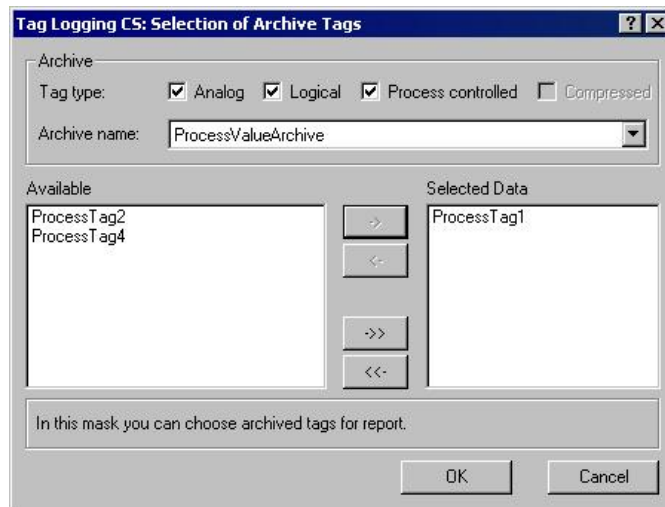 Tag Logging CS: Selection of Archive Tags
Archive
Tag type: Analog Logical Process controlled Compressed
Archive name: ProcessValueArchive
Available
Selected Data
ProcessTag2
ProcessTag4
ProcessTag1
->
<-
->>
<<-
In this mask you can choose archived tags for report.
OK Cancel